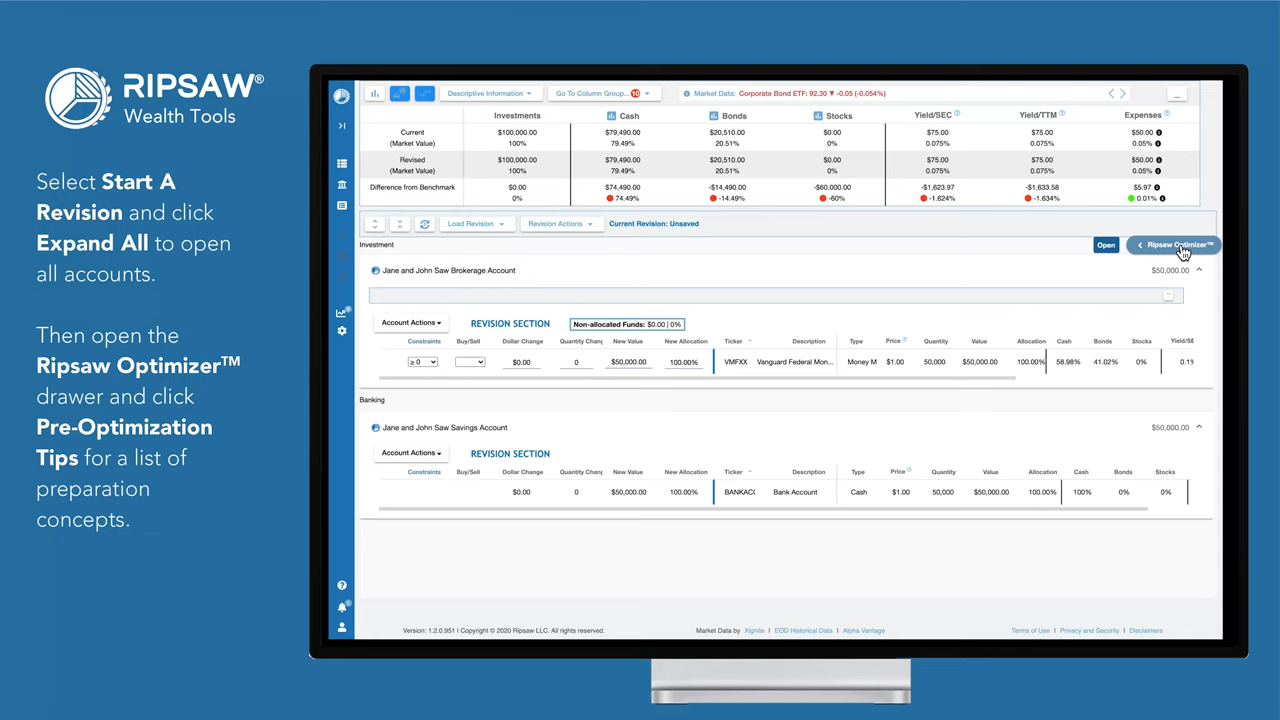 RIPSAW®
Wealth Tools
Select Start A
Revision and click
Expand All to open
all accounts.
Then open the
Ripsaw Optimizer™
drawer and click
Pre-Optimization
Tips for a list of
preparation
concepts.
Descriptive Information
Go To Column Group... 10
Market Data: Corporate Bond ETF: 92.30 ▼ -0.05 (-0.054%)
Investments Cash Bonds Stocks Yield/SEC Yield/TTM Expenses
Current $100,000.00 $79,490.00 $20,510.00 $0.00 $75.00 $75.00 $50.00
(Market Value) 100% 79.49% 20.51% 0% 0.075% 0.075% 0.05%
Revised $100,000.00 $79,490.00 $20,510.00 $0.00 $75.00 $75.00 $50.00
(Market Value) 100% 79.49% 20.51% 0% 0.075% 0.075% 0.05%
Difference from Benchmark $0.00 $74,490.00 -$14,490.00 -$60,000.00 -$1,623.97 -$1,633.58 $5.97
0% 74.49% -14.49% -60% -1.624% -1.634% 0.01%
Load Revision Revision Actions Current Revision: Unsaved
Investment Open Ripsaw Optimizer™
Jane and John Saw Brokerage Account $50,000.00
Account Actions REVISION SECTION Non-allocated Funds: $0.00 | 0%
Constraints Buy/Sell Dollar Change Quantity Chang New Value New Allocation Ticker Description Type Price Quantity Value Allocation Cash Bonds Stocks Yield/SE
≥ 0 $0.00 0 $50,000.00 100.00% VMFXX Vanguard Federal Mon... Money M $1.00 50,000 $50,000.00 100.00% 58.98% 41.02% 0% 0.19
Banking
Jane and John Saw Savings Account $50,000.00
Account Actions REVISION SECTION
Constraints Buy/Sell Dollar Change Quantity Chang New Value New Allocation Ticker Description Type Price Quantity Value Allocation Cash Bonds Stocks
$0.00 0 $50,000.00 100.00% BANKACC Bank Account Cash $1.00 50,000 $50,000.00 100.00% 100% 0% 0%
Version: 1.2.0.951 | Copyright © 2020 Ripsaw LLC. All rights reserved. Market Data by Xignite | EOD Historical Data | Alpha Vantage Terms of Use | Privacy and Security | Disclaimers